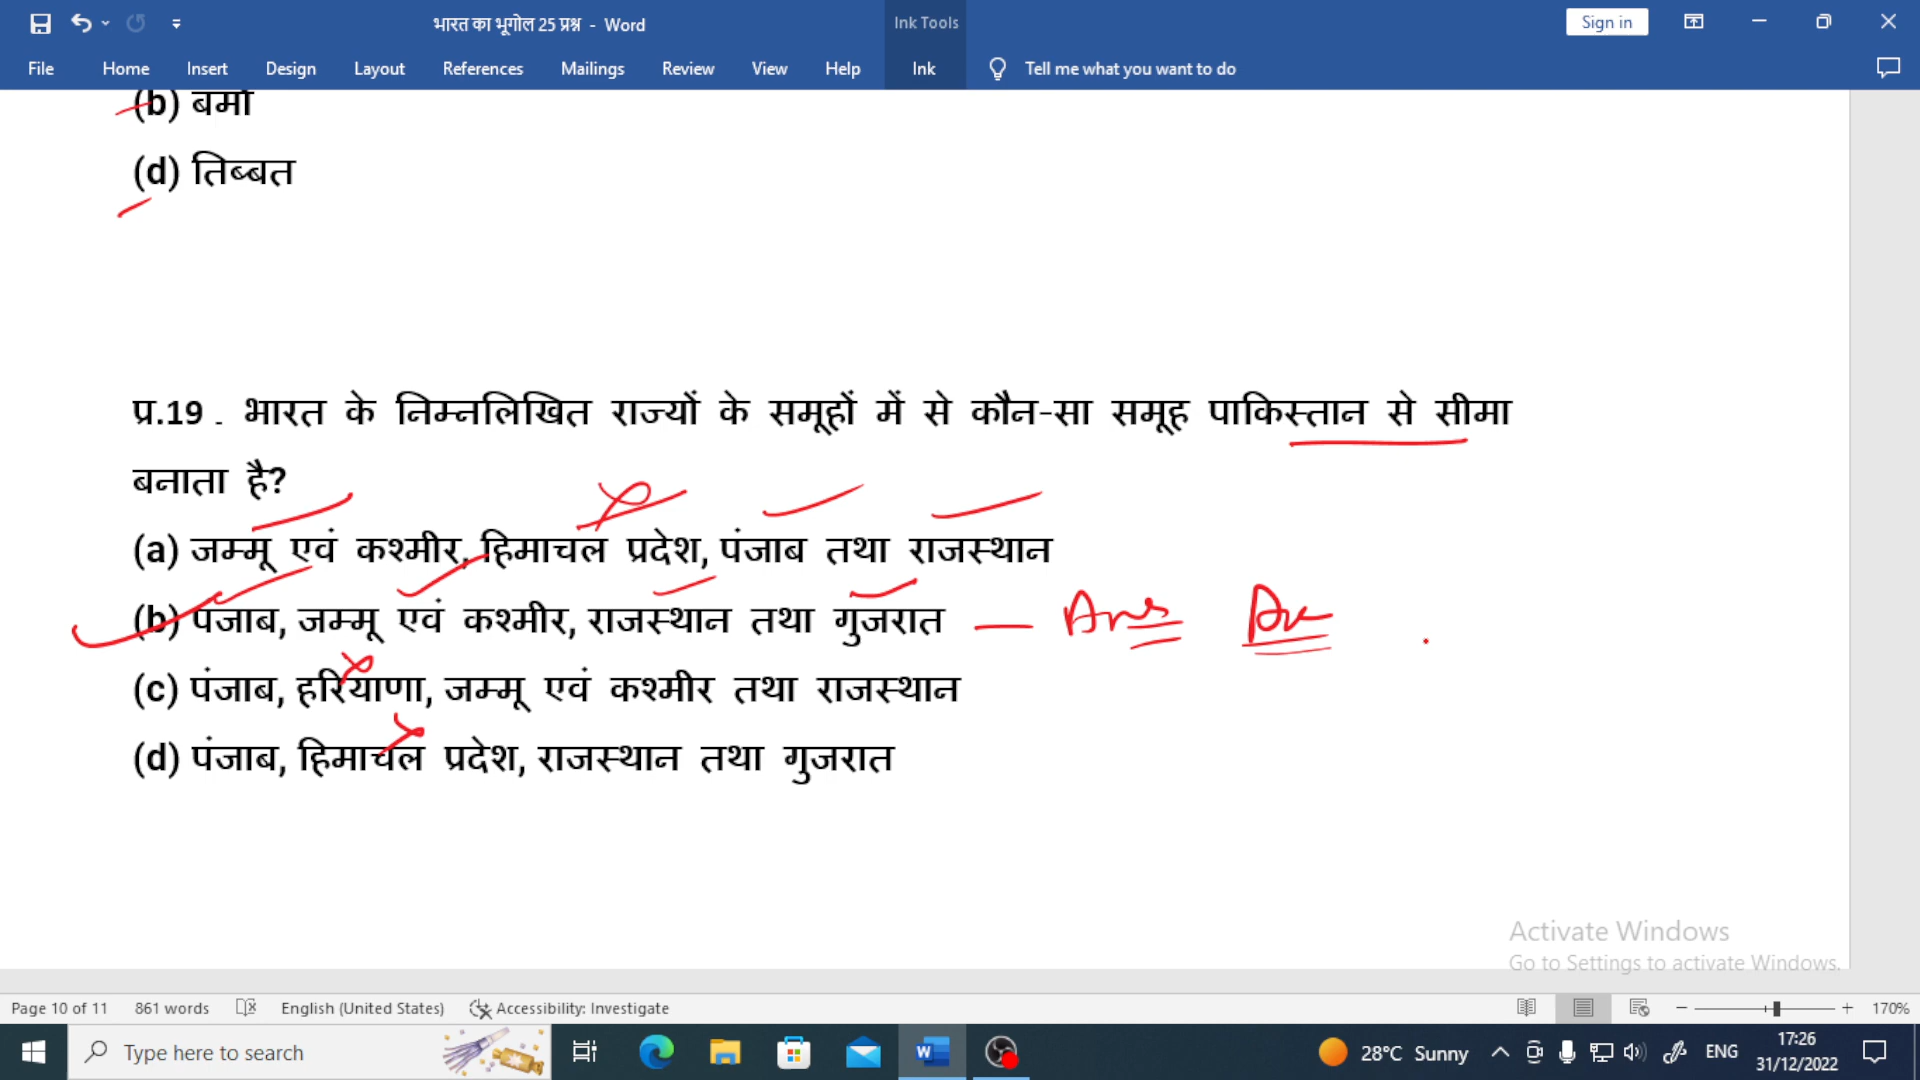 भारत का भूगोल 25 प्रश्न - Word
Ink Tools
Sign in
File Home Insert Design Layout References Mailings Review View Help Ink Tell me what you want to do
(b) बर्मा
(d) तिब्बत
प्र.19 . भारत के निम्नलिखित राज्यों के समूहों में से कौन-सा समूह पाकिस्तान से सीमा
बनाता है?
(a) जम्मू एवं कश्मीर, हिमाचल प्रदेश, पंजाब तथा राजस्थान
(b) पंजाब, जम्मू एवं कश्मीर, राजस्थान तथा गुजरात — Ans
(c) पंजाब, हरियाणा, जम्मू एवं कश्मीर तथा राजस्थान
(d) पंजाब, हिमाचल प्रदेश, राजस्थान तथा गुजरात
Activate Windows
Go to Settings to activate Windows.
Page 10 of 11 861 words English (United States) Accessibility: Investigate 170%
Type here to search 28°C Sunny ENG 17:26
31/12/2022